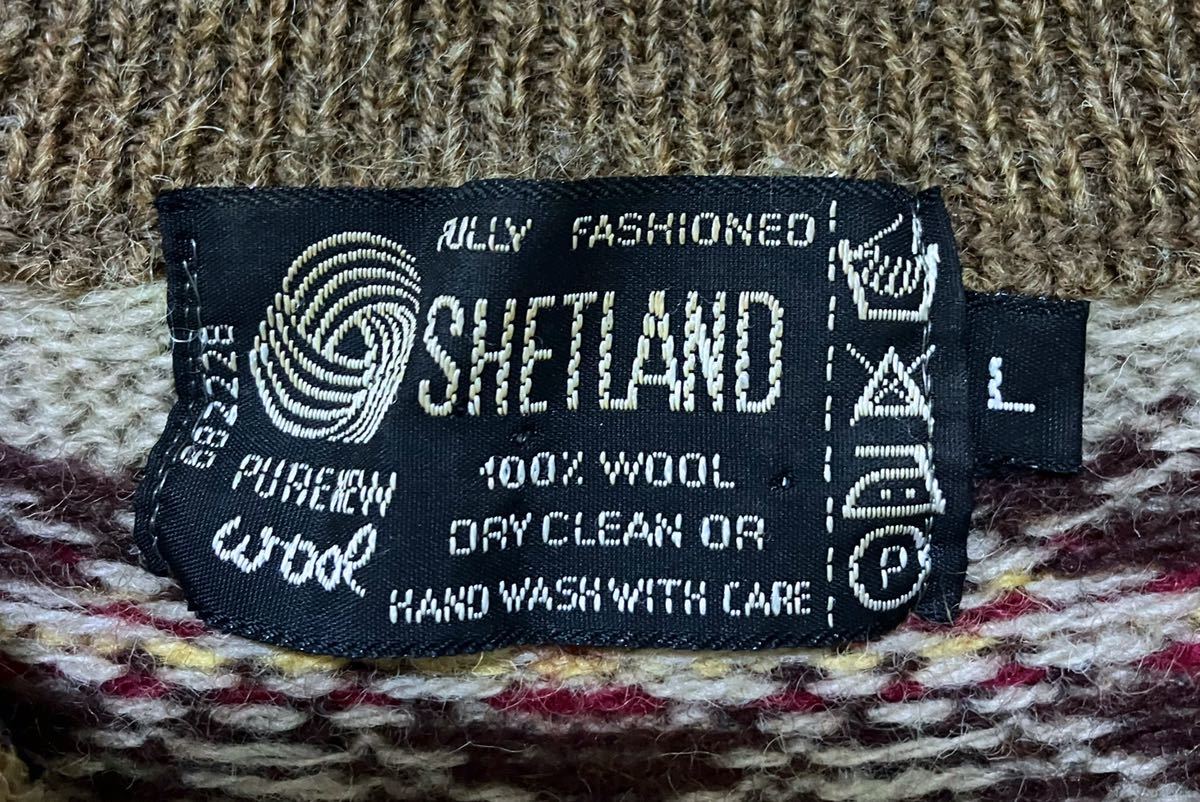 FULLY FASHIONED
SHETLAND
PURE NEW
wool
100% WOOL
DRY CLEAN OR
HAND WASH WITH CARE
P
L